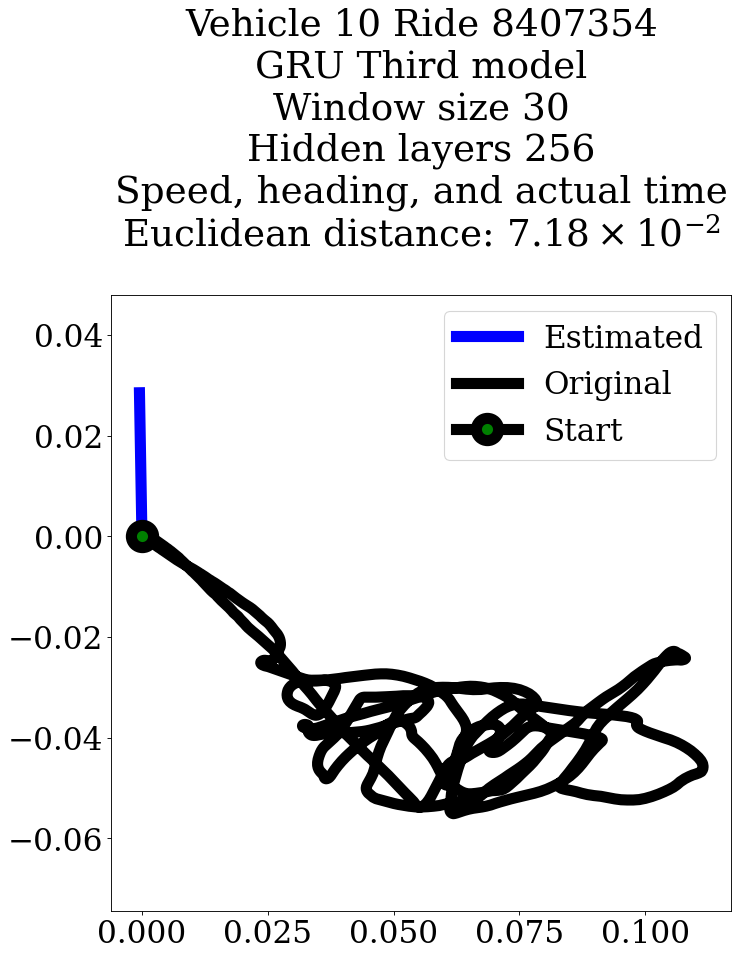 Vehicle 10 Ride 8407354
GRU Third model
Window size 30
Hidden layers 256
Speed, heading, and actual time
Euclidean distance: 7.18 × 10⁻²
Estimated
Original
Start
0.04
0.02
0.00
−0.02
−0.04
−0.06
0.000 0.025 0.050 0.075 0.100